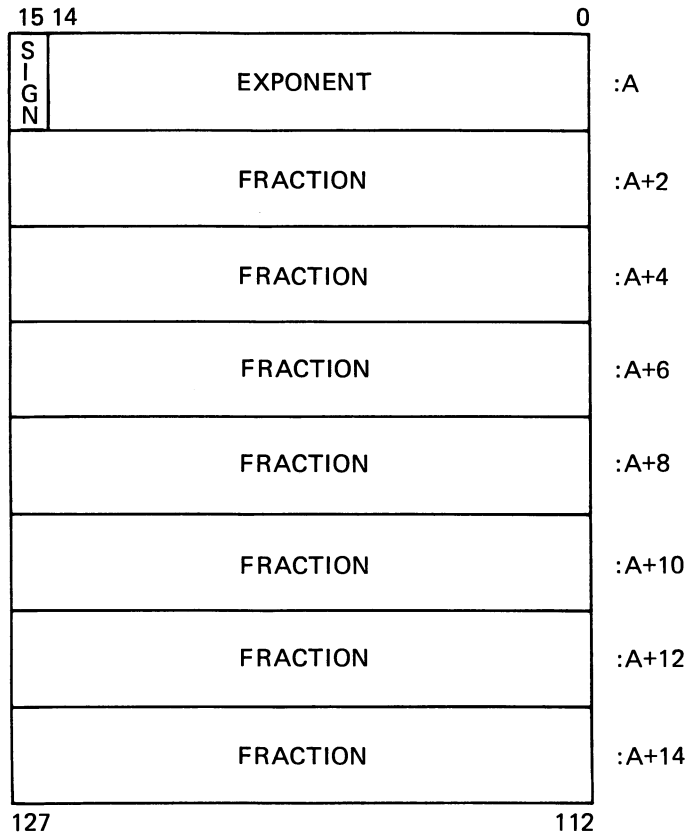 15 14 0
SIGN EXPONENT :A
FRACTION :A+2
FRACTION :A+4
FRACTION :A+6
FRACTION :A+8
FRACTION :A+10
FRACTION :A+12
FRACTION :A+14
127 112